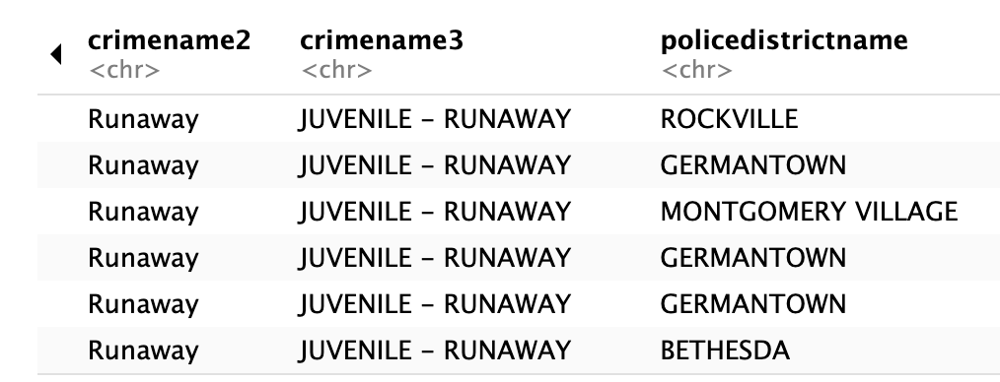 crimename2 crimename3 policedistrictname
<chr> <chr> <chr>
Runaway JUVENILE - RUNAWAY ROCKVILLE
Runaway JUVENILE - RUNAWAY GERMANTOWN
Runaway JUVENILE - RUNAWAY MONTGOMERY VILLAGE
Runaway JUVENILE - RUNAWAY GERMANTOWN
Runaway JUVENILE - RUNAWAY GERMANTOWN
Runaway JUVENILE - RUNAWAY BETHESDA